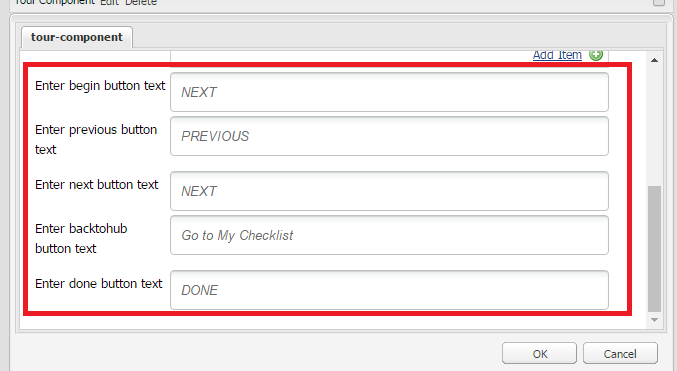 Tour Component Edit Delete
tour-component
Add Item
Enter begin button text
NEXT
Enter previous button
text
PREVIOUS
Enter next button text
NEXT
Enter backtohub
button text
Go to My Checklist
Enter done button text
DONE
OK
Cancel